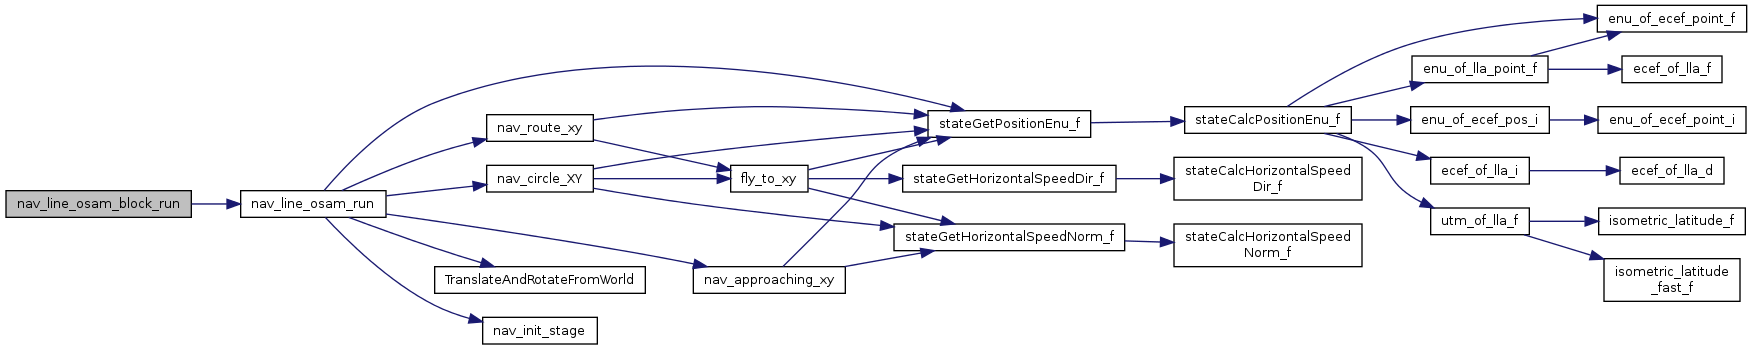 nav_line_osam_block_run
nav_line_osam_run
nav_route_xy
nav_circle_XY
TranslateAndRotateFromWorld
nav_init_stage
fly_to_xy
nav_approaching_xy
stateGetPositionEnu_f
stateGetHorizontalSpeedDir_f
stateGetHorizontalSpeedNorm_f
stateCalcPositionEnu_f
stateCalcHorizontalSpeed
Dir_f
stateCalcHorizontalSpeed
Norm_f
enu_of_lla_point_f
enu_of_ecef_pos_i
ecef_of_lla_i
utm_of_lla_f
enu_of_ecef_point_f
ecef_of_lla_f
enu_of_ecef_point_i
ecef_of_lla_d
isometric_latitude_f
isometric_latitude
_fast_f